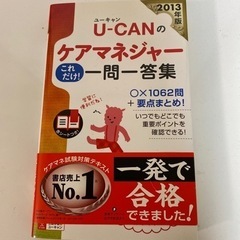 2013年版
ユーキャン
U-CANの
ケアマネジャー
これだけ!
一問一答集
○×1062問
+要点まとめ!
いつでもどこでも
重要ポイントを
確認できる!
ケアマネ試験対策テキスト
書店売上
No.1
一発で
合格
できました!
ユーキャン